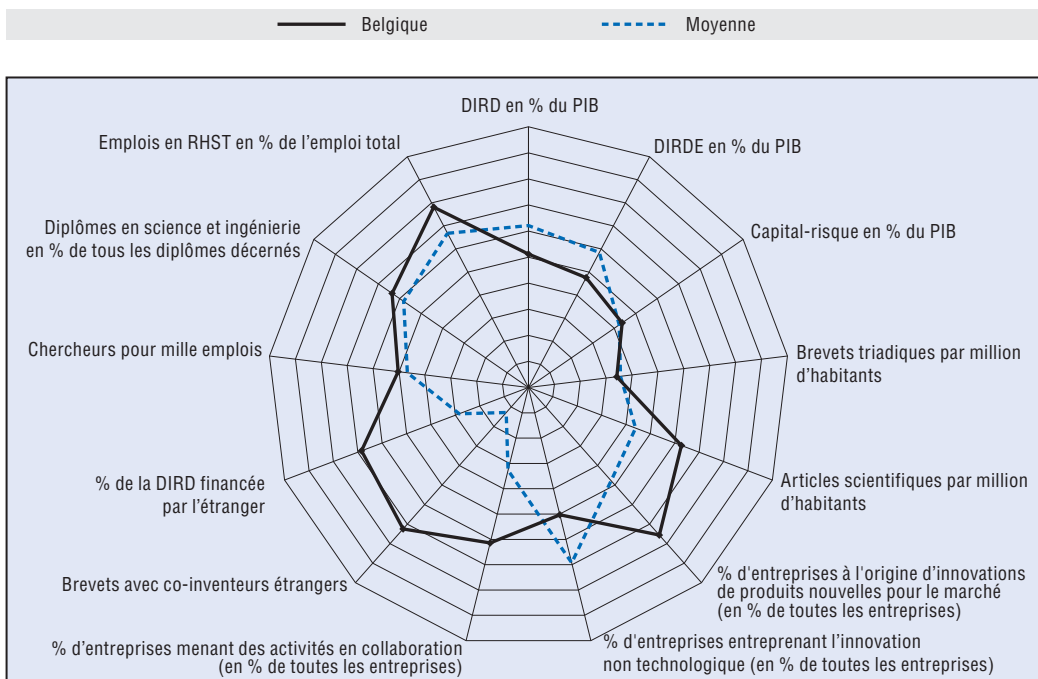 Belgique
Moyenne
DIRD en % du PIB
DIRDE en % du PIB
Capital-risque en % du PIB
Brevets triadiques par million
d'habitants
Articles scientifiques par million
d'habitants
% d'entreprises à l'origine d'innovations
de produits nouvelles pour le marché
(en % de toutes les entreprises)
% d'entreprises entreprenant l'innovation
non technologique (en % de toutes les entreprises)
% d'entreprises menant des activités en collaboration
(en % de toutes les entreprises)
Brevets avec co-inventeurs étrangers
% de la DIRD financée
par l'étranger
Chercheurs pour mille emplois
Diplômes en science et ingénierie
en % de tous les diplômes décernés
Emplois en RHST en % de l'emploi total